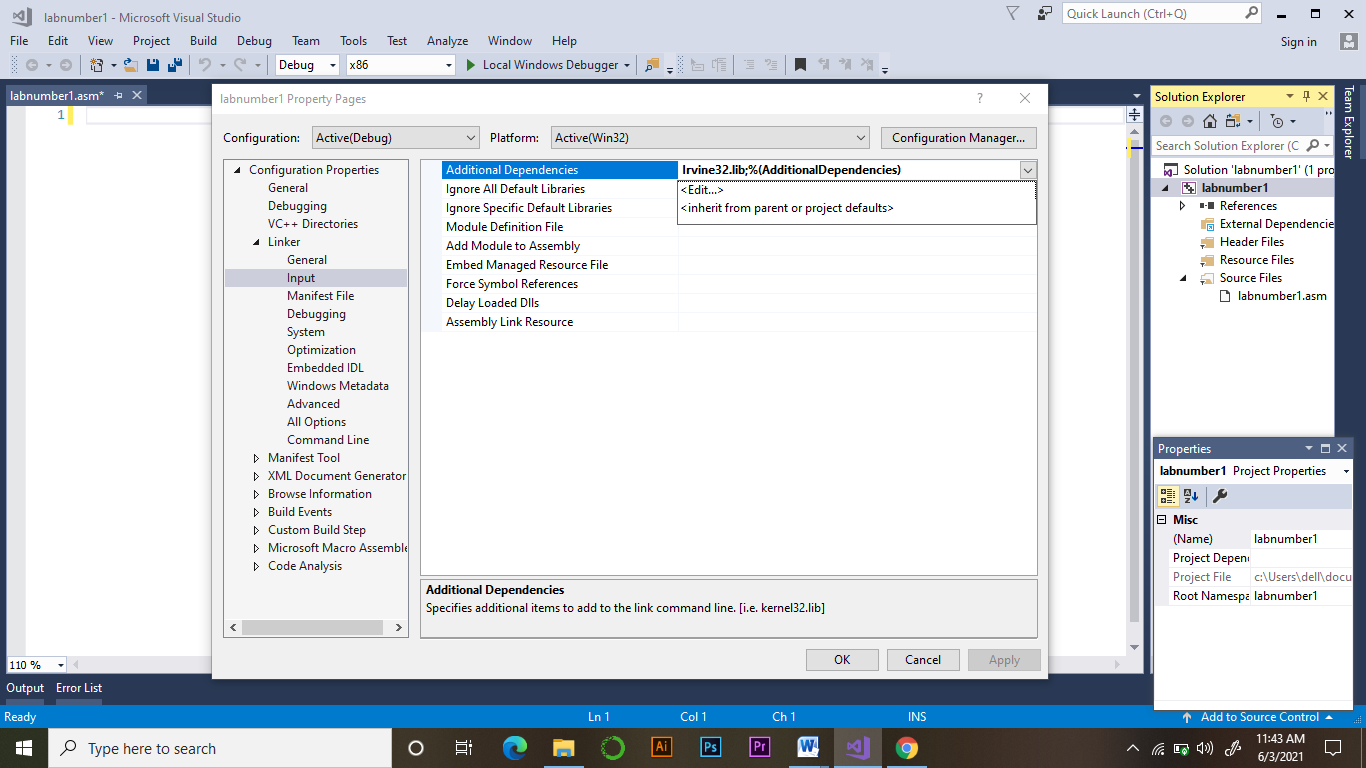 labnumber1 - Microsoft Visual Studio
Quick Launch (Ctrl+Q)
File Edit View Project Build Debug Team Tools Test Analyze Window Help
Sign in
Debug x86 Local Windows Debugger
labnumber1.asm*
1
labnumber1 Property Pages
?
Configuration: Active(Debug) Platform: Active(Win32) Configuration Manager...
Configuration Properties
General
Debugging
VC++ Directories
Linker
General
Input
Manifest File
Debugging
System
Optimization
Embedded IDL
Windows Metadata
Advanced
All Options
Command Line
Manifest Tool
XML Document Generator
Browse Information
Build Events
Custom Build Step
Microsoft Macro Assemble
Code Analysis
Additional Dependencies Irvine32.lib;%(AdditionalDependencies)
Ignore All Default Libraries <Edit...>
Ignore Specific Default Libraries <inherit from parent or project defaults>
Module Definition File
Add Module to Assembly
Embed Managed Resource File
Force Symbol References
Delay Loaded Dlls
Assembly Link Resource
Additional Dependencies
Specifies additional items to add to the link command line. [i.e. kernel32.lib]
OK Cancel Apply
Solution Explorer
Search Solution Explorer (C
Solution 'labnumber1' (1 pro
labnumber1
References
External Dependencie
Header Files
Resource Files
Source Files
labnumber1.asm
Team Explorer
Properties
labnumber1 Project Properties
Misc
(Name) labnumber1
Project Depen
Project File c:\Users\dell\docu
Root Namespa labnumber1
110 %
Output Error List
Ready Ln 1 Col 1 Ch 1 INS Add to Source Control
Type here to search
Ai Ps Pr W
11:43 AM
6/3/2021